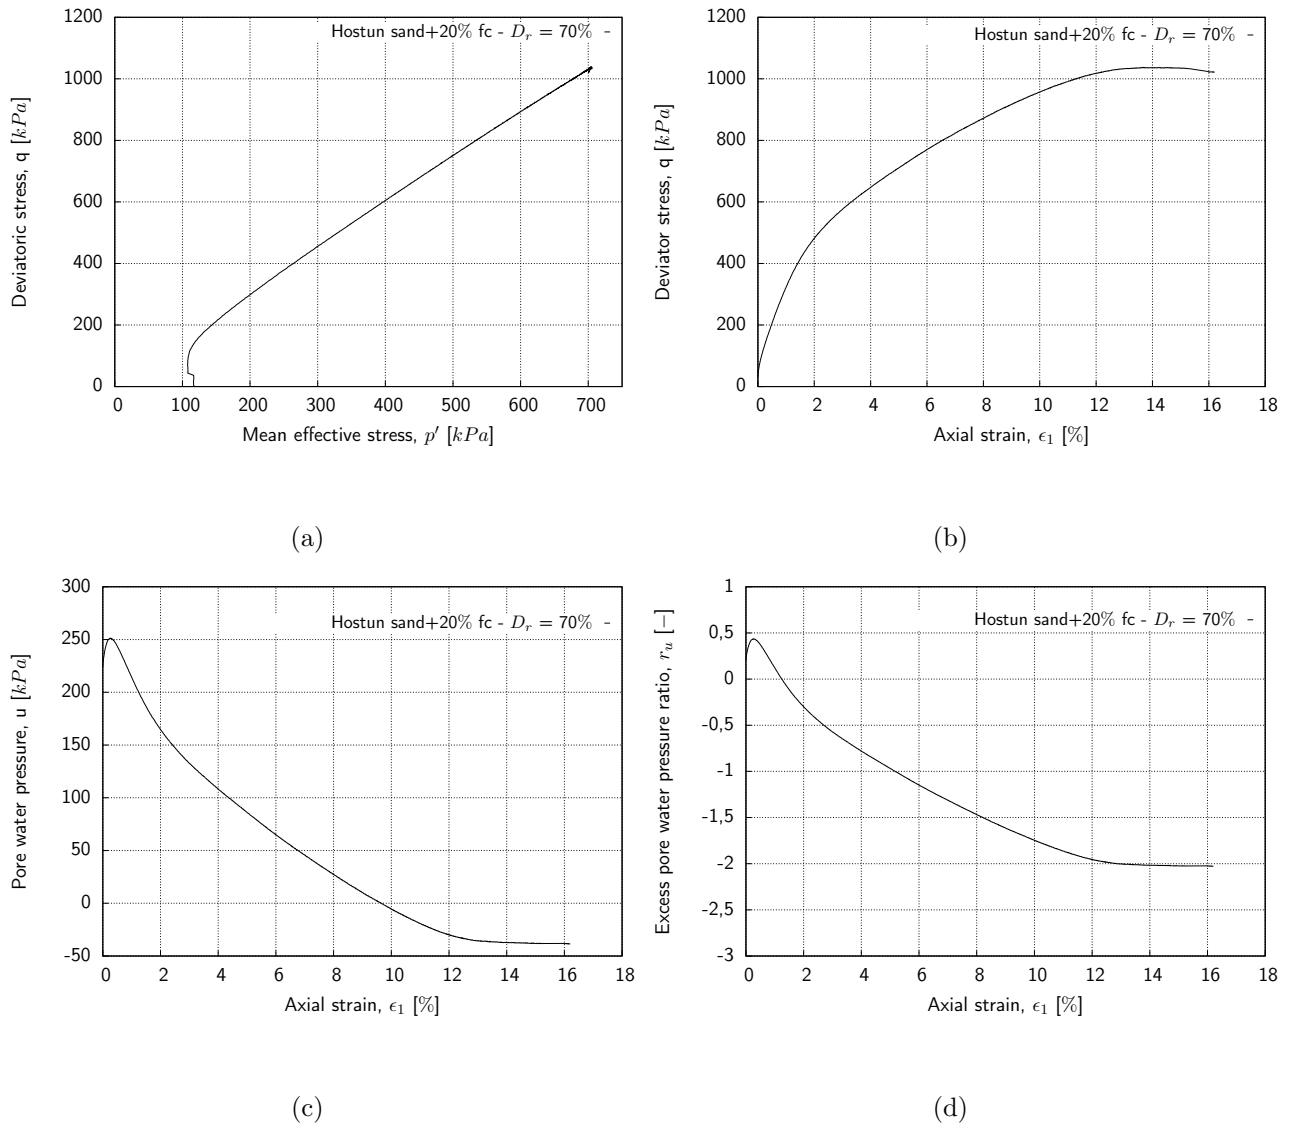 1200
1000
800
600
400
200
0
0 100 200 300 400 500 600 700
Deviatoric stress, q [kPa]
Mean effective stress, p′ [kPa]
Hostun sand+20% fc - D_r = 70%
(a)
1200
1000
800
600
400
200
0
0 2 4 6 8 10 12 14 16 18
Deviator stress, q [kPa]
Axial strain, ϵ_1 [%]
Hostun sand+20% fc - D_r = 70%
(b)
300
250
200
150
100
50
0
-50
0 2 4 6 8 10 12 14 16 18
Pore water pressure, u [kPa]
Axial strain, ϵ_1 [%]
Hostun sand+20% fc - D_r = 70%
(c)
1
0,5
0
-0,5
-1
-1,5
-2
-2,5
-3
0 2 4 6 8 10 12 14 16 18
Excess pore water pressure ratio, r_u [−]
Axial strain, ϵ_1 [%]
Hostun sand+20% fc - D_r = 70%
(d)